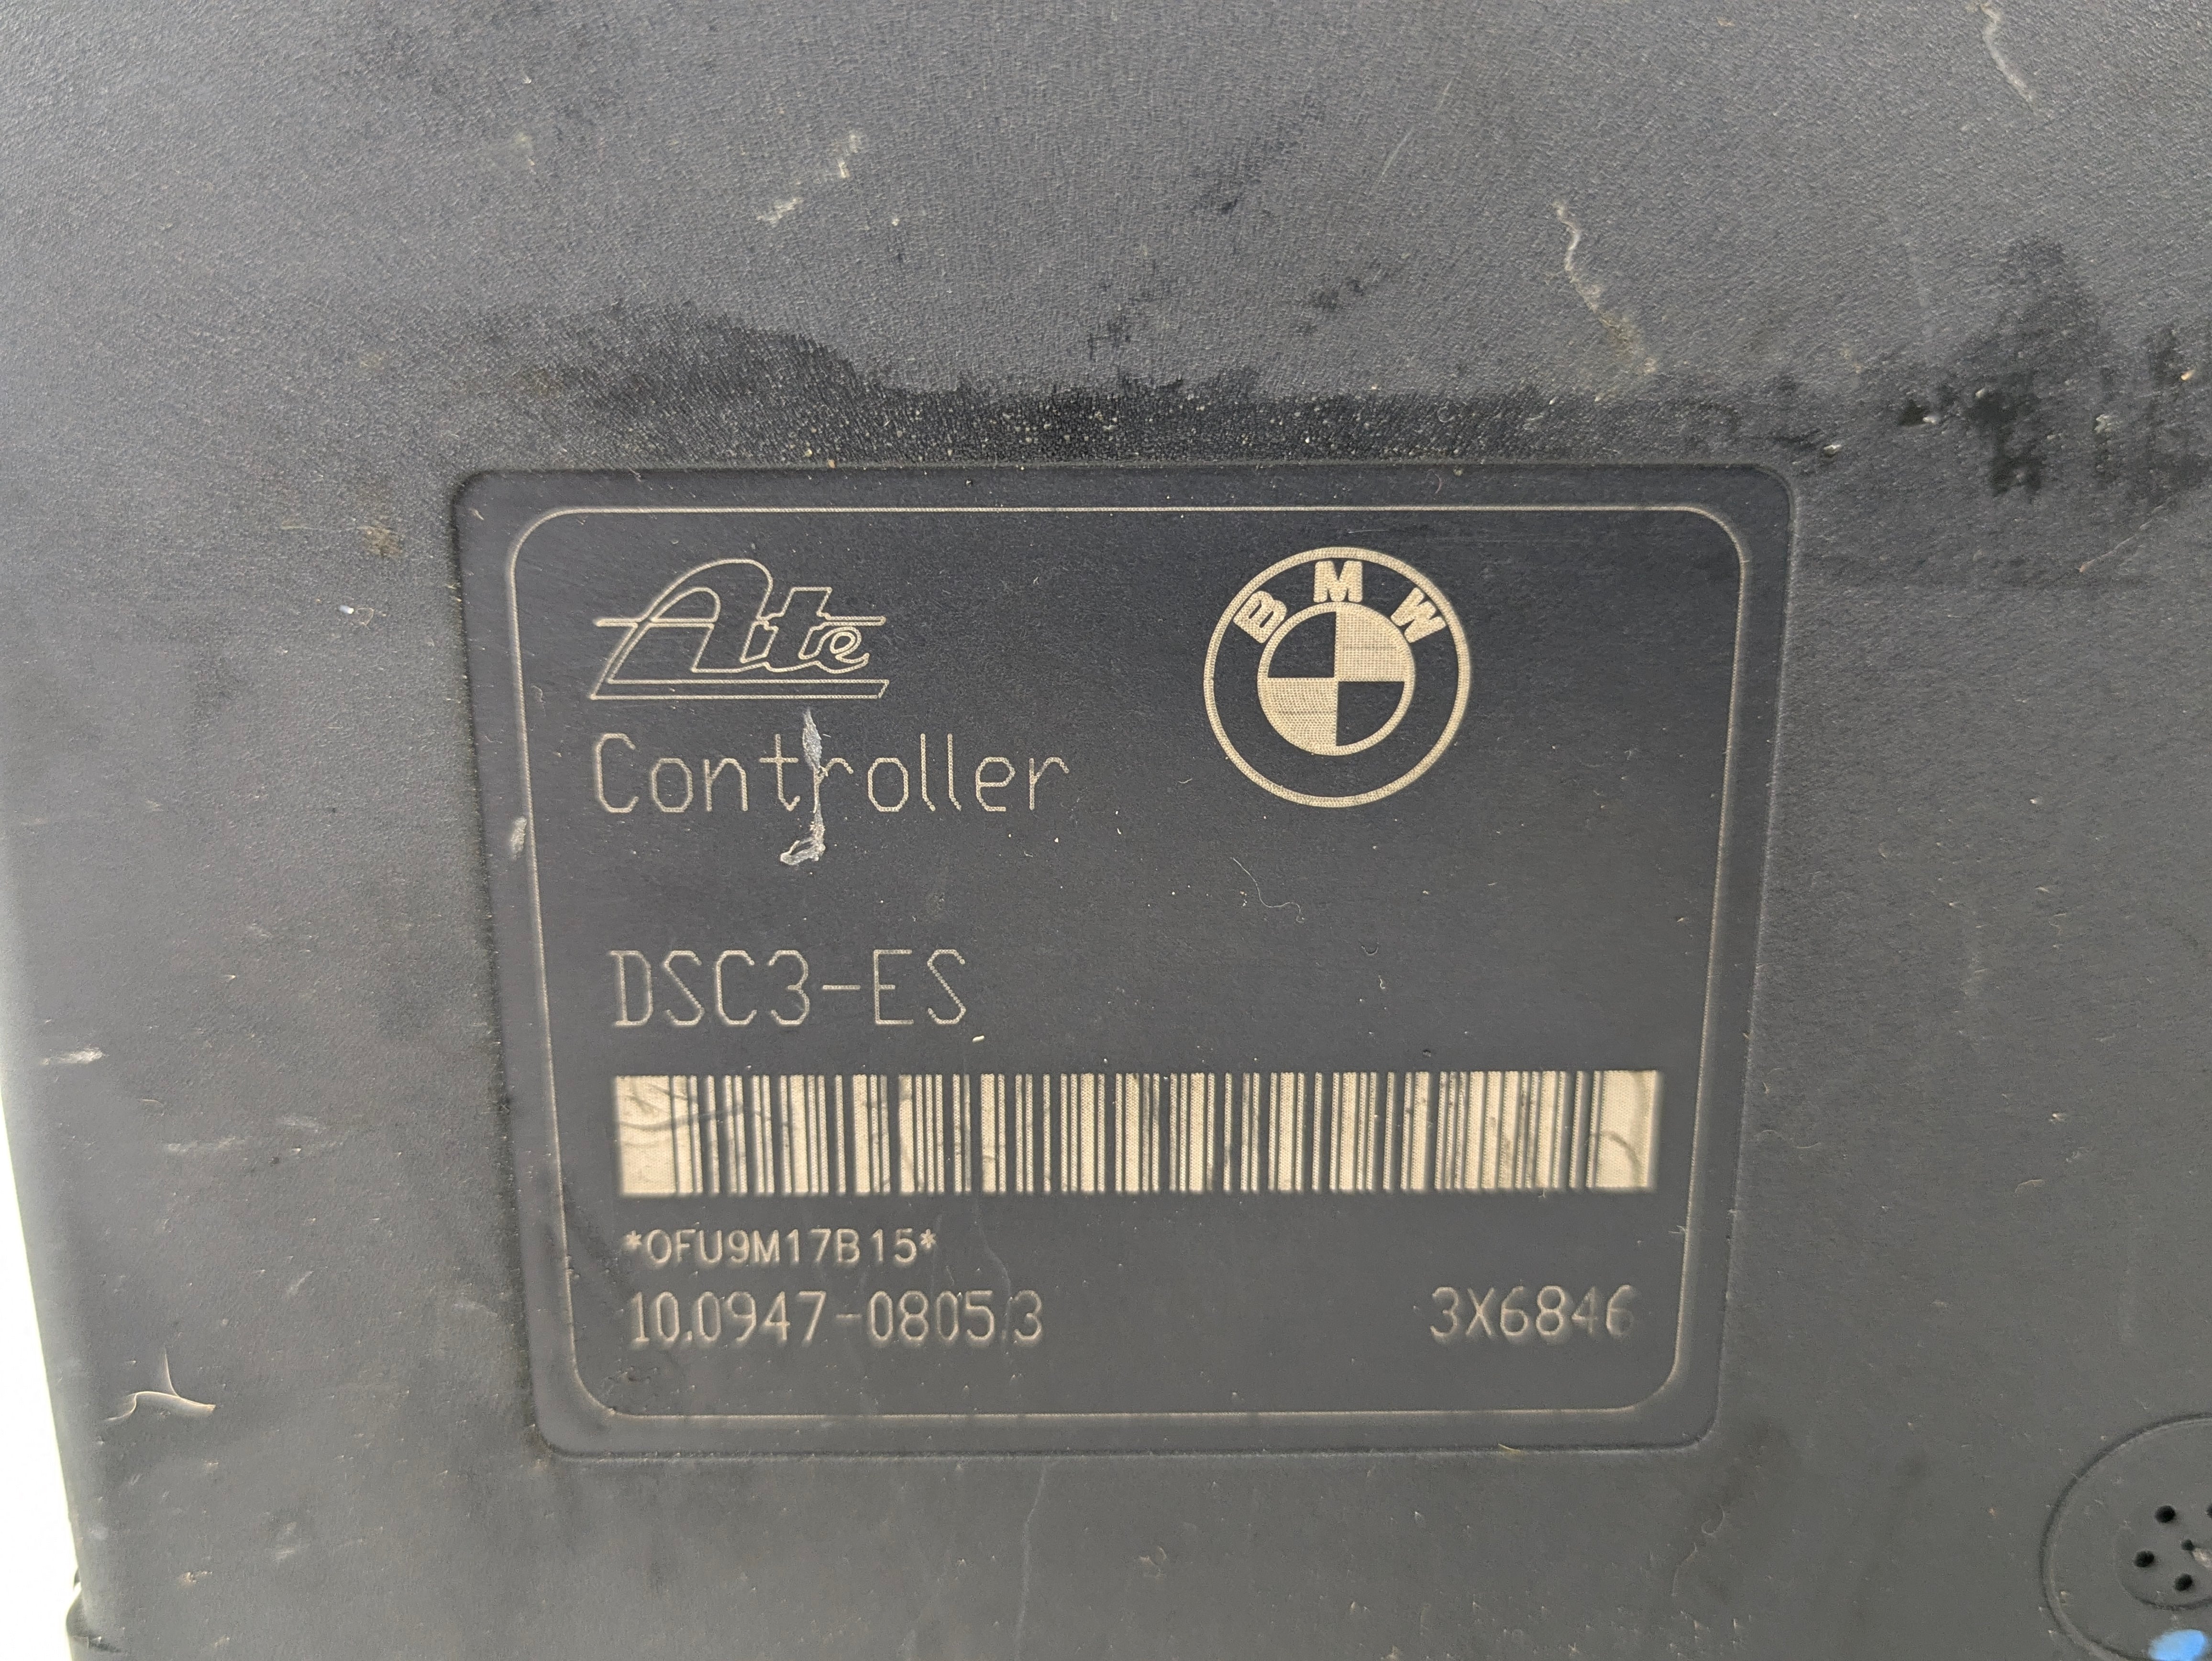 Ate
BMW
Controller
DSC3-ES
*0FU9M17B15*
10.0947-0805.3
3X6846